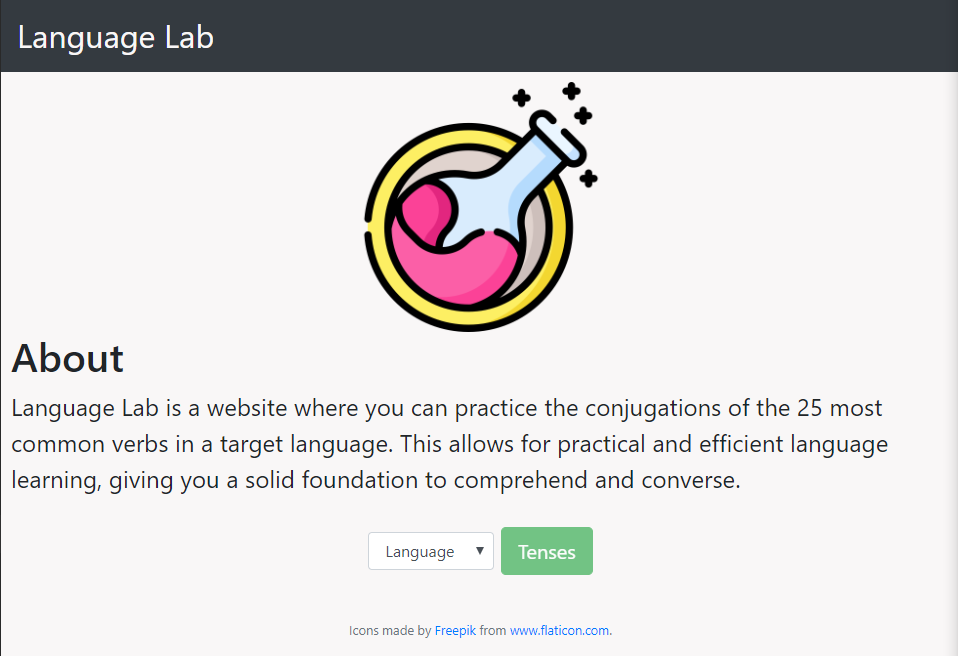 Language Lab
About
Language Lab is a website where you can practice the conjugations of the 25 most
common verbs in a target language. This allows for practical and efficient language
learning, giving you a solid foundation to comprehend and converse.
Language Tenses
Icons made by Freepik from www.flaticon.com.